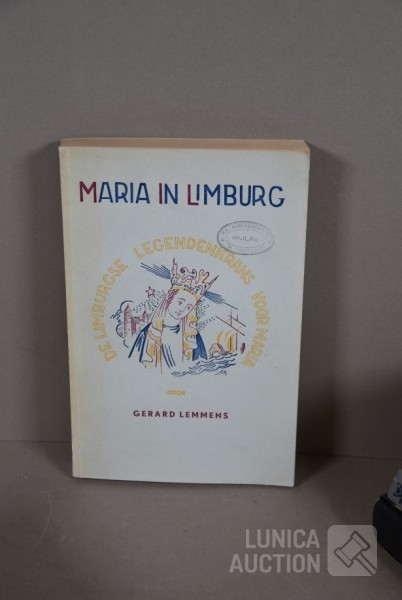 MARIA IN LIMBURG
DE LIMBURGSE LEGENDENKRANS VOOR MARIA
DOOR
GERARD LEMMENS
LUNICA
AUCTION